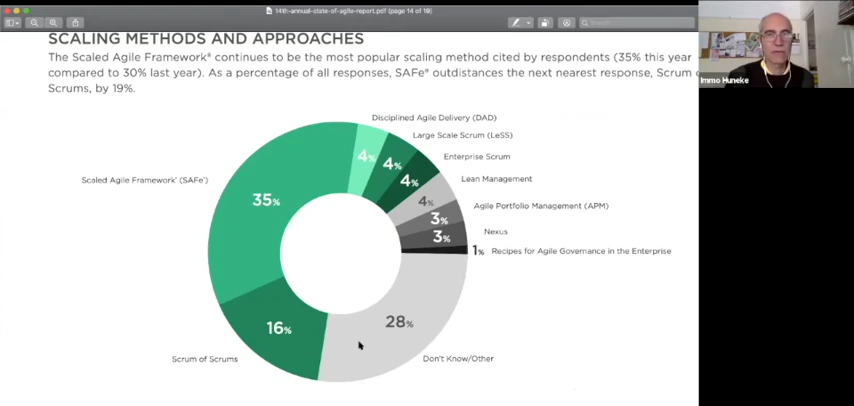 14th-annual-state-of-agile-report.pdf (page 14 of 19)
Search
SCALING METHODS AND APPROACHES
The Scaled Agile Framework® continues to be the most popular scaling method cited by respondents (35% this year
compared to 30% last year). As a percentage of all responses, SAFe® outdistances the next nearest response, Scrum o
Scrums, by 19%.
Immo Huneke
Disciplined Agile Delivery (DAD)
4%
Large Scale Scrum (LeSS)
4%
Enterprise Scrum
4%
Lean Management
4%
Agile Portfolio Management (APM)
3%
Nexus
3%
1% Recipes for Agile Governance in the Enterprise
Scaled Agile Framework® (SAFe®)
35%
28%
Don't Know/Other
16%
Scrum of Scrums